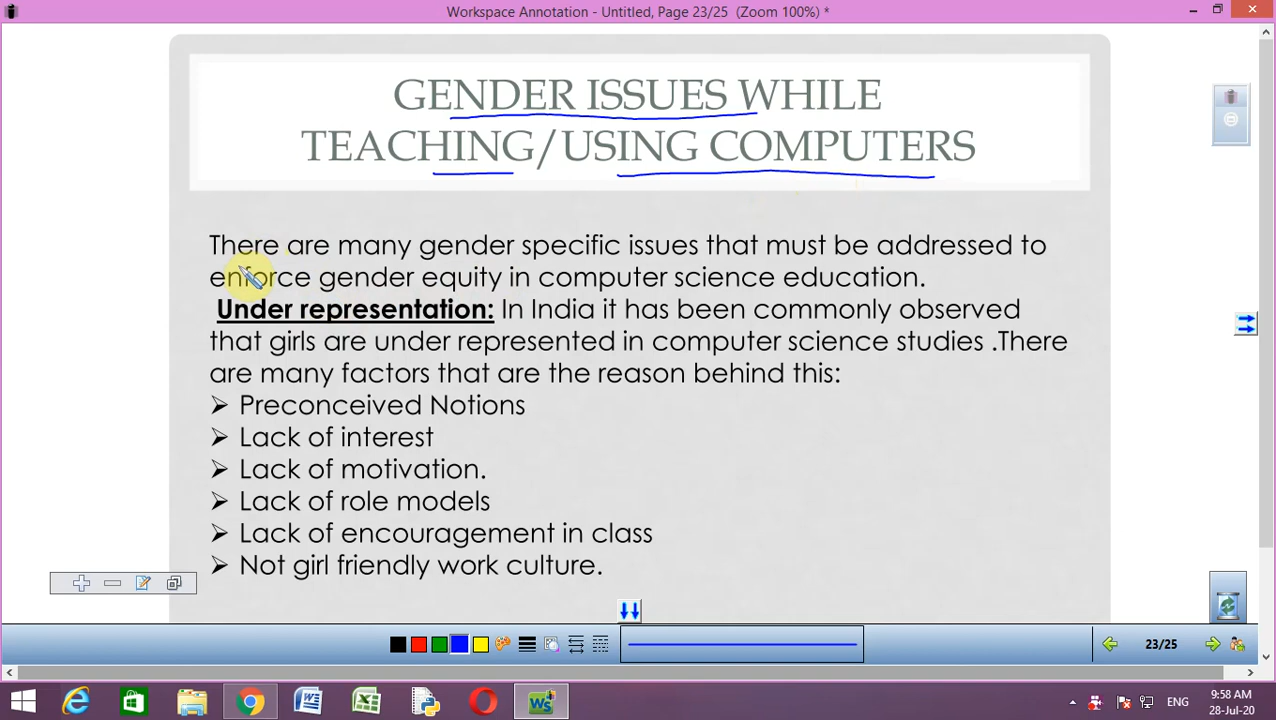 Workspace Annotation - Untitled, Page 23/25 (Zoom 100%) *
GENDER ISSUES WHILE
TEACHING/USING COMPUTERS
There are many gender specific issues that must be addressed to
enforce gender equity in computer science education.
Under representation: In India it has been commonly observed
that girls are under represented in computer science studies .There
are many factors that are the reason behind this:
➢ Preconceived Notions
➢ Lack of interest
➢ Lack of motivation.
➢ Lack of role models
➢ Lack of encouragement in class
➢ Not girl friendly work culture.
23/25
ENG
9:58 AM
28-Jul-20